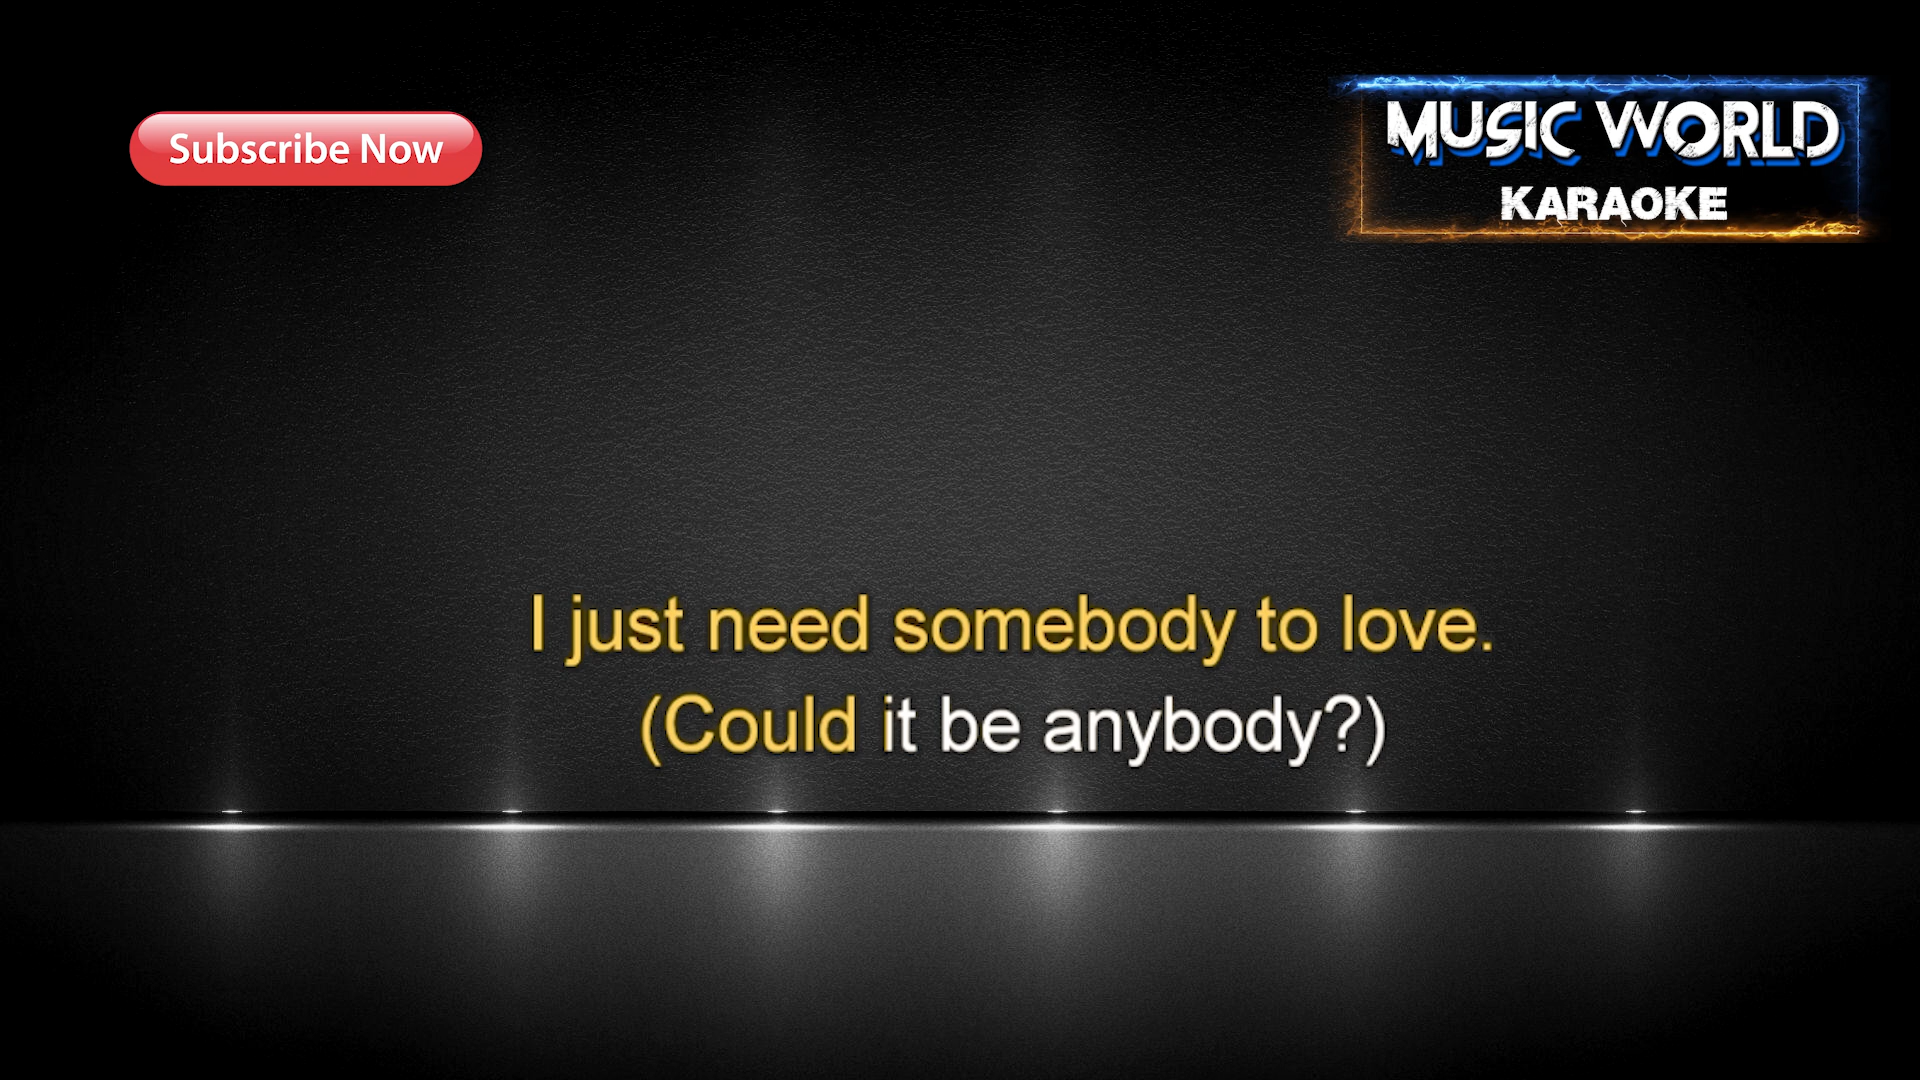 Subscribe Now
MUSIC WORLD
KARAOKE
I just need somebody to love.
(Could it be anybody?)